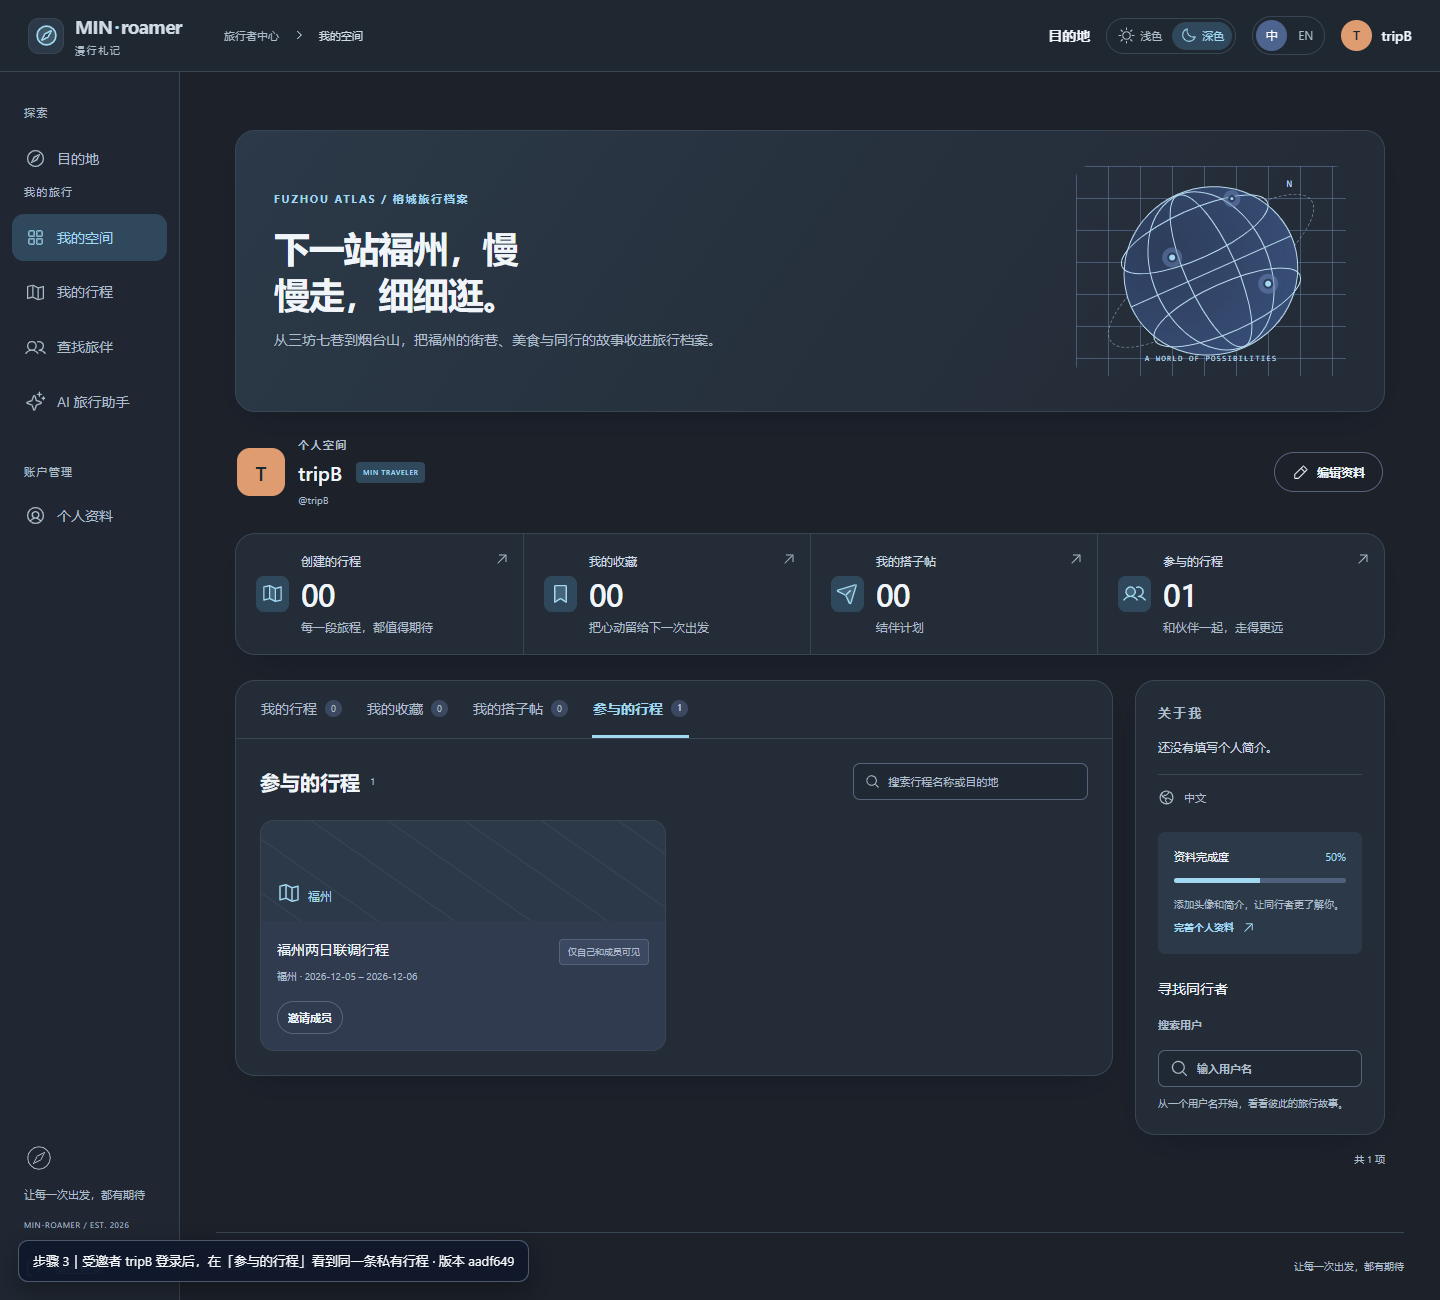 MIN·roamer
漫行札记
旅行者中心
我的空间
目的地
浅色
深色
中
EN
T
tripB
探索
目的地
我的旅行
我的空间
我的行程
查找旅伴
AI 旅行助手
账户管理
个人资料
FUZHOU ATLAS / 榕城旅行档案
下一站福州，慢
慢走，细细逛。
从三坊七巷到烟台山，把福州的街巷、美食与同行的故事收进旅行档案。
N
A WORLD OF POSSIBILITIES
T
个人空间
tripB
MIN TRAVELER
@tripB
编辑资料
创建的行程
00
每一段旅程，都值得期待
我的收藏
00
把心动留给下一次出发
我的搭子帖
00
结伴计划
参与的行程
01
和伙伴一起，走得更远
我的行程 0
我的收藏 0
我的搭子帖 0
参与的行程 1
参与的行程 1
搜索行程名称或目的地
福州
福州两日联调行程
仅自己和成员可见
福州 · 2026-12-05 – 2026-12-06
邀请成员
关于我
还没有填写个人简介。
中文
资料完成度
50%
添加头像和简介，让同行者更了解你。
完善个人资料
寻找同行者
搜索用户
输入用户名
从一个用户名开始，看看彼此的旅行故事。
共 1 项
让每一次出发，都有期待
MIN-ROAMER / EST. 2026
步骤 3 | 受邀者 tripB 登录后，在「参与的行程」看到同一条私有行程 · 版本 aadf649
让每一次出发，都有期待